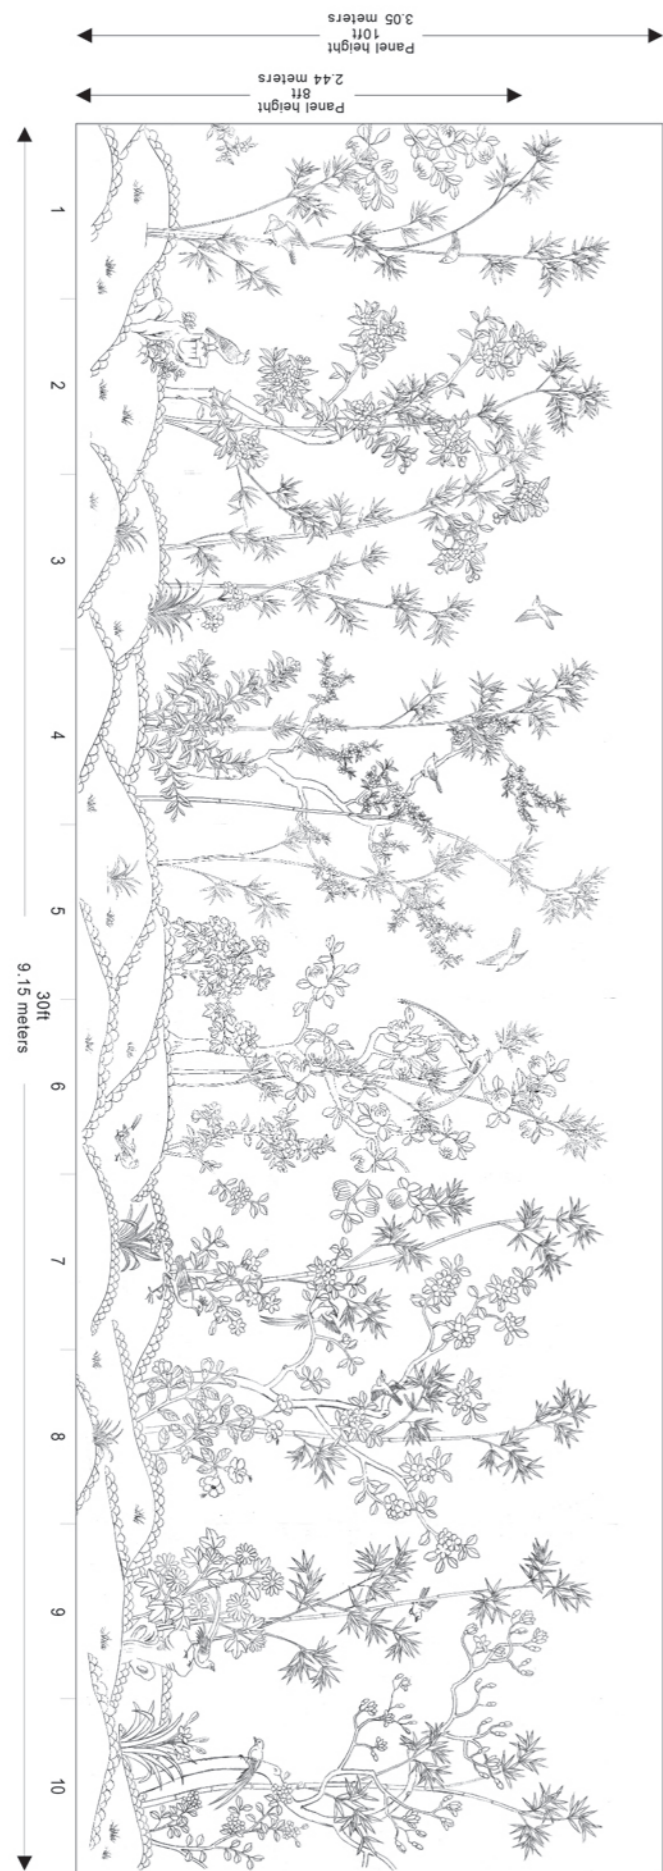 Panel height
10ft
3.05 meters
Panel height
8ft
2.44 meters
1
2
3
4
5
6
7
8
9
10
30ft
9.15 meters